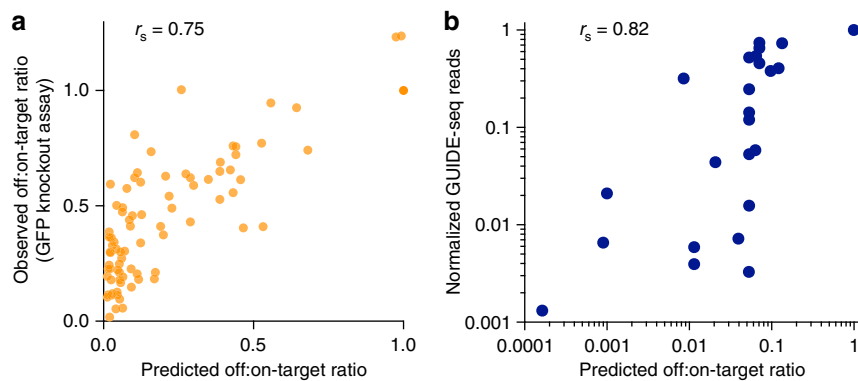 a
rs = 0.75
1.0
0.5
0.0
0.0
0.5
1.0
Observed off:on-target ratio
(GFP knockout assay)
Predicted off:on-target ratio
b
rs = 0.82
1
0.1
0.01
0.001
0.0001
0.001
0.01
0.1
1
Normalized GUIDE-seq reads
Predicted off:on-target ratio